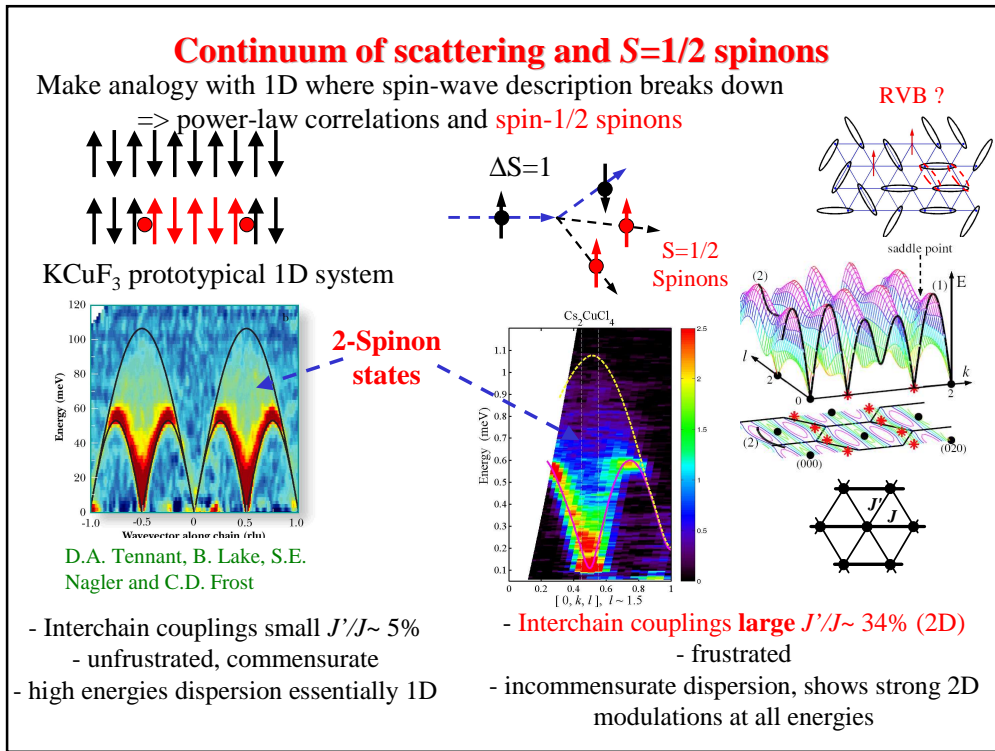 Continuum of scattering and S=1/2 spinons
Make analogy with 1D where spin-wave description breaks down
=> power-law correlations and spin-1/2 spinons
RVB ?
ΔS=1
S=1/2
Spinons
KCuF3 prototypical 1D system
120
100
80
60
40
20
0
Energy (meV)
-1.0
-0.5
0
0.5
1.0
Wavevector along chain (rlu)
D.A. Tennant, B. Lake, S.E.
Nagler and C.D. Frost
2-Spinon
states
Cs2CuCl4
1.1
1
0.9
0.8
0.7
0.6
0.5
0.4
0.3
0.2
0.1
Energy (meV)
0.2
0.4
0.6
0.8
1
[ 0, k, l ], l ~ 1.5
2.5
2
1.5
1
0.5
0
saddle point
(2)
(1)
E
l
2
0
k
2
(2)
(000)
(020)
J'
J
- Interchain couplings small J'/J~ 5%
- unfrustrated, commensurate
- high energies dispersion essentially 1D
- Interchain couplings large J'/J~ 34% (2D)
- frustrated
- incommensurate dispersion, shows strong 2D
modulations at all energies